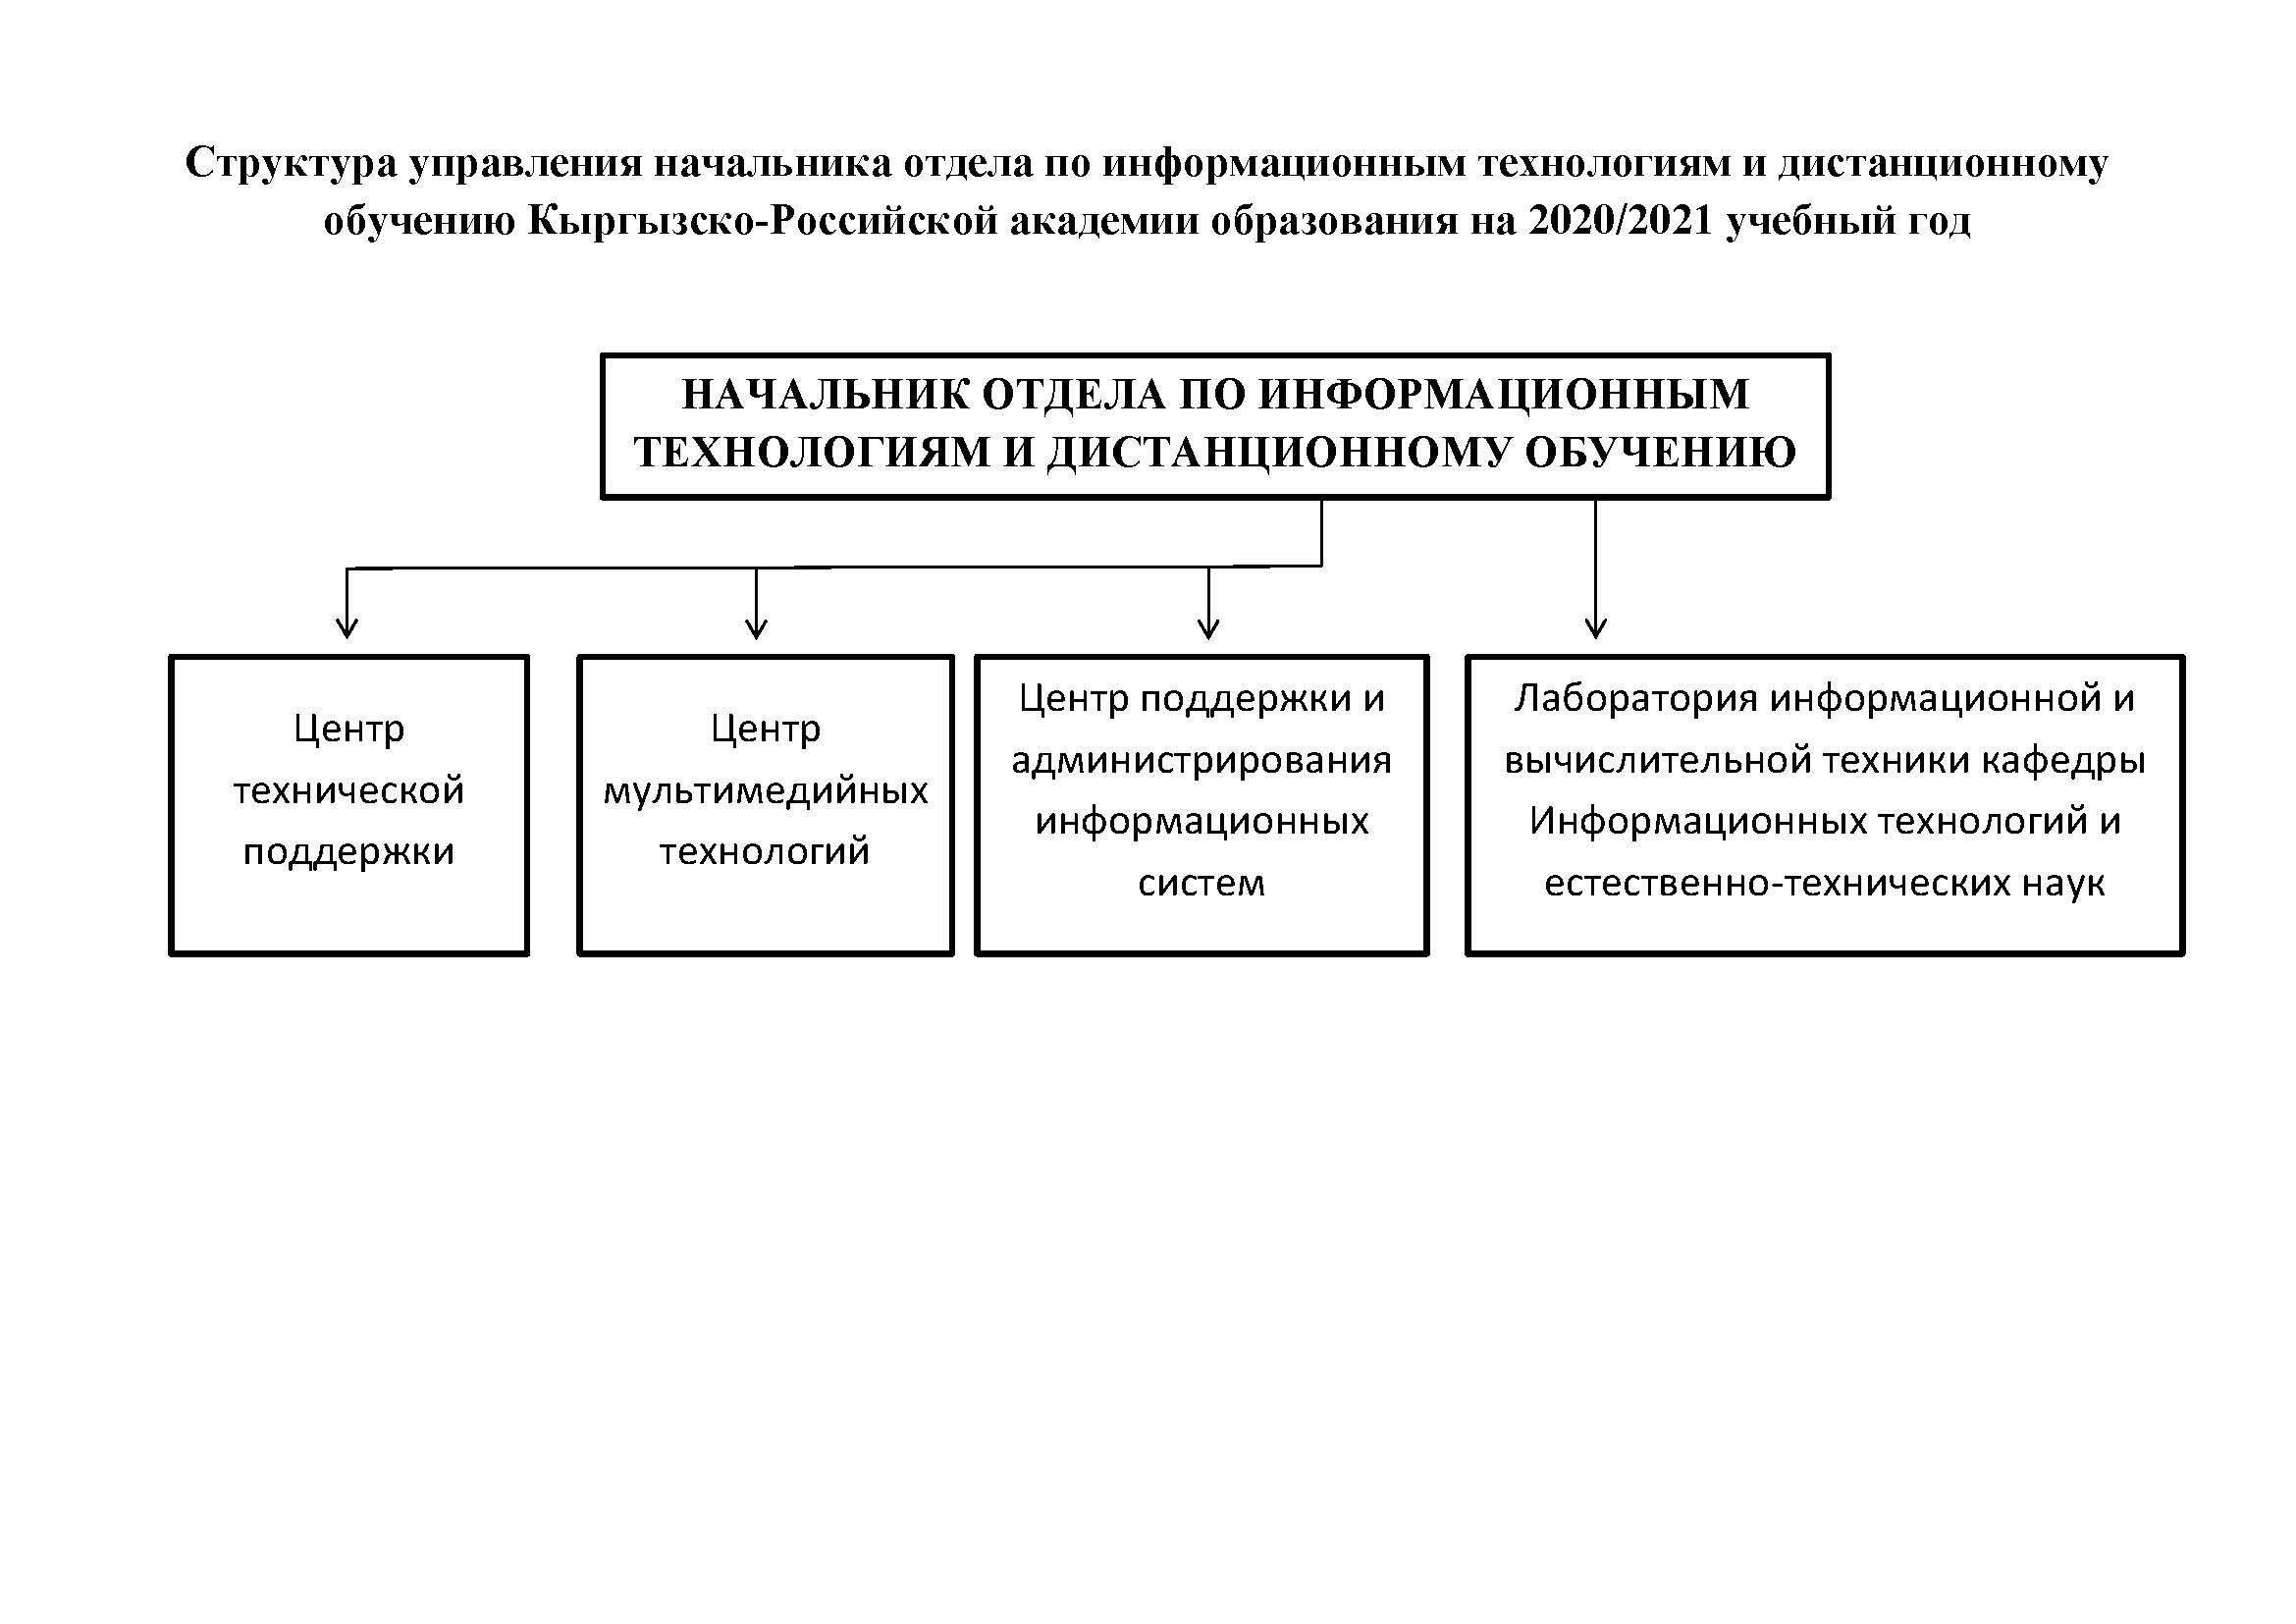 Структура управления начальника отдела по информационным технологиям и дистанционному
обучению Кыргызско-Российской академии образования на 2020/2021 учебный год
НАЧАЛЬНИК ОТДЕЛА ПО ИНФОРМАЦИОННЫМ
ТЕХНОЛОГИЯМ И ДИСТАНЦИОННОМУ ОБУЧЕНИЮ
Центр
технической
поддержки
Центр
мультимедийных
технологий
Центр поддержки и
администрирования
информационных
систем
Лаборатория информационной и
вычислительной техники кафедры
Информационных технологий и
естественно-технических наук